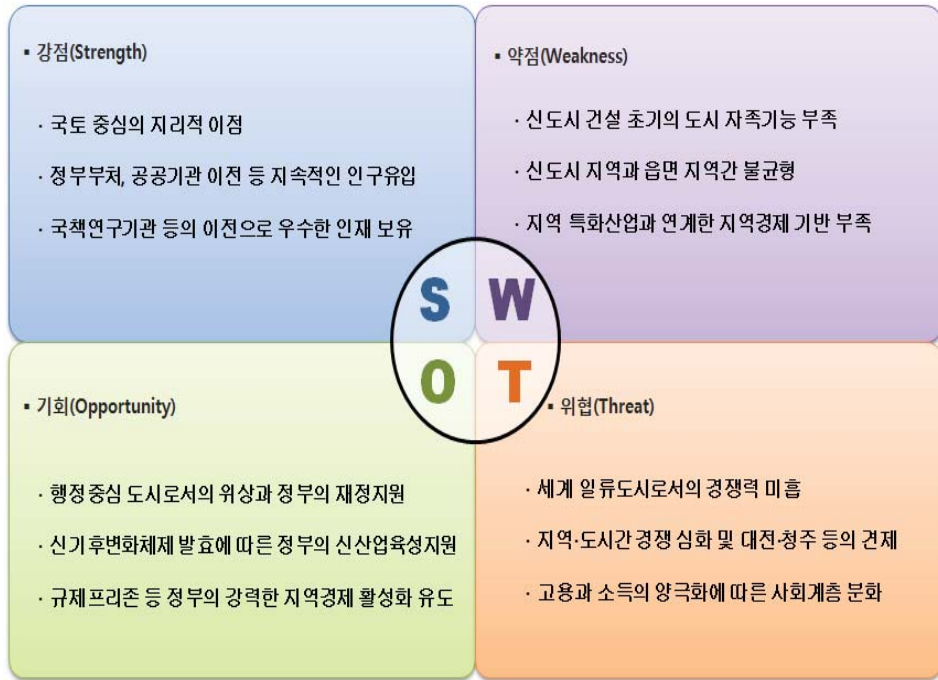 ▪ 강점(Strength)
· 국토 중심의 지리적 이점
· 정부부처, 공공기관 이전 등 지속적인 인구유입
· 국책연구기관 등의 이전으로 우수한 인재 보유
▪ 약점(Weakness)
· 신도시 건설 초기의 도시 자족기능 부족
· 신도시 지역과 읍면 지역간 불균형
· 지역 특화산업과 연계한 지역경제 기반 부족
S W
O T
▪ 기회(Opportunity)
· 행정중심 도시로서의 위상과 정부의 재정지원
· 신기후변화체제 발효에 따른 정부의 신산업육성지원
· 규제프리존 등 정부의 강력한 지역경제 활성화 유도
▪ 위협(Threat)
· 세계 일류도시로서의 경쟁력 미흡
· 지역·도시간 경쟁 심화 및 대전·청주 등의 견제
· 고용과 소득의 양극화에 따른 사회계층 분화